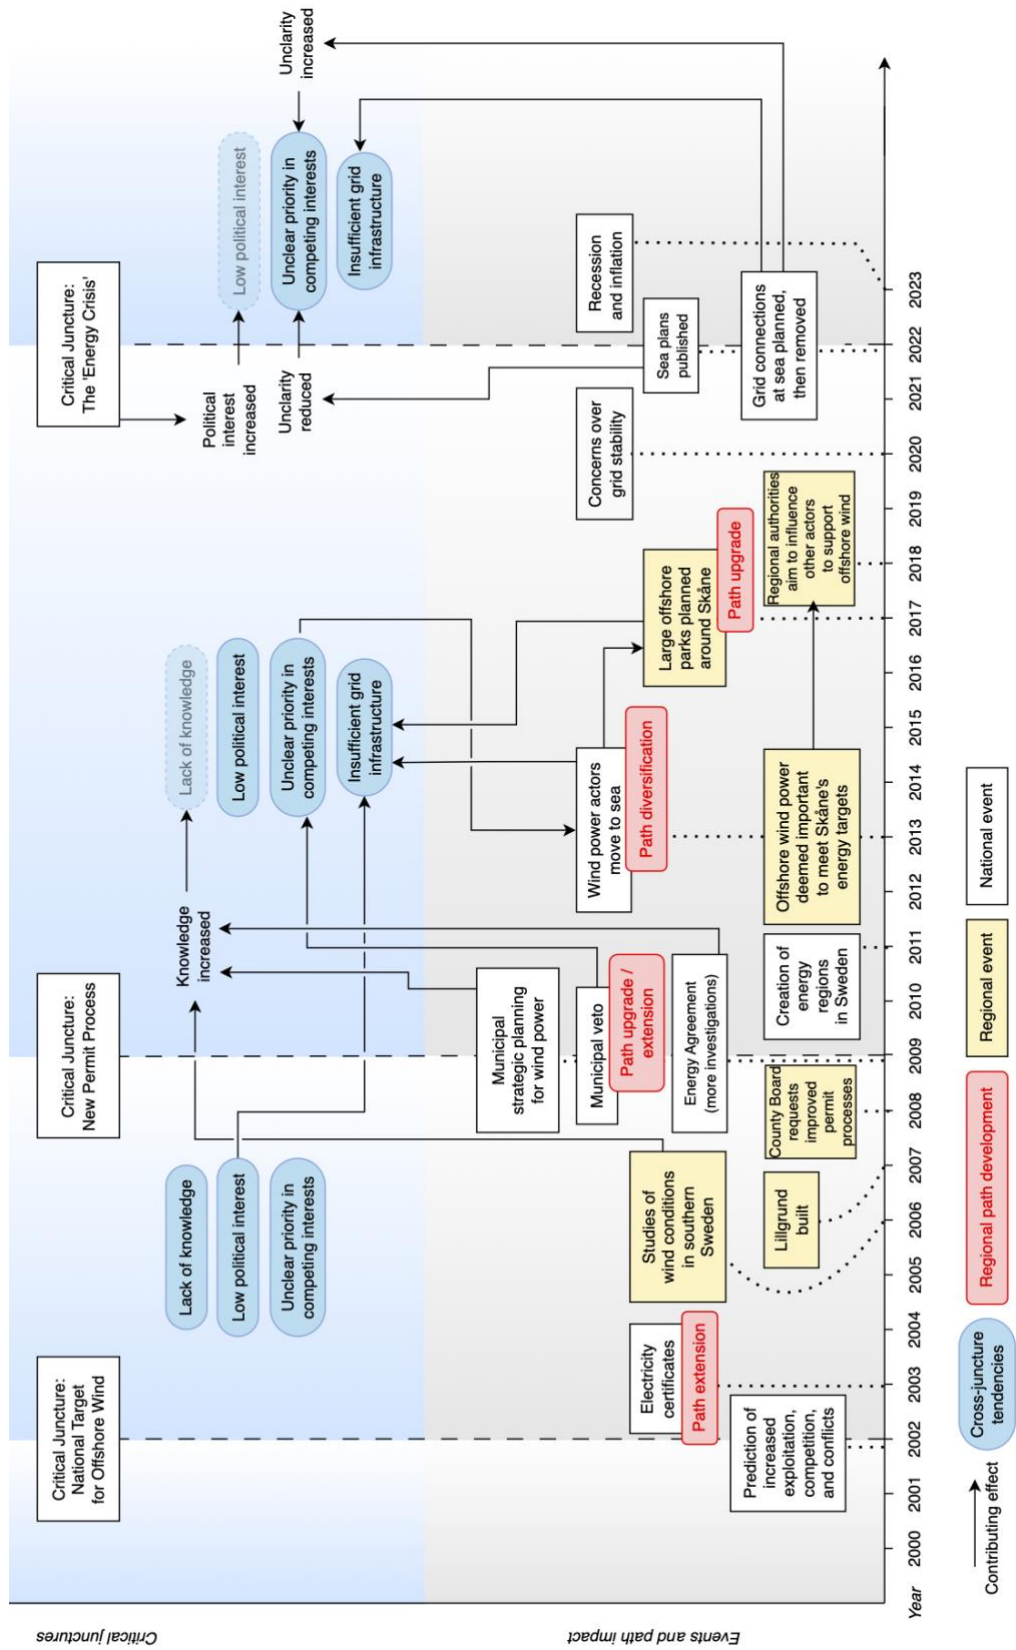 Critical junctures
Critical Juncture:
National Target
for Offshore Wind
Critical Juncture:
New Permit Process
Critical Juncture:
The 'Energy Crisis'
Lack of knowledge
Low political interest
Unclear priority in
competing interests
Knowledge
increased
Lack of knowledge
Low political interest
Unclear priority in
competing interests
Insufficient grid
infrastructure
Political
interest
increased
Unclarity
reduced
Low political interest
Unclear priority in
competing interests
Insufficient grid
infrastructure
Unclarity
increased
Events and path impact
Prediction of
increased
exploitation,
competition,
and conflicts
Electricity
certificates
Path extension
Studies of
wind conditions
in southern
Sweden
Lillgrund
built
County Board
requests
improved
permit
processes
Municipal
strategic planning
for wind power
Municipal veto
Path upgrade /
extension
Energy Agreement
(more investigations)
Creation of
energy
regions
in Sweden
Wind power actors
move to sea
Path diversification
Offshore wind power
deemed important
to meet Skåne's
energy targets
Large offshore
parks planned
around Skåne
Path upgrade
Regional authorities
aim to influence
other actors
to support
offshore wind
Concerns over
grid stability
Sea plans
published
Grid connections
at sea planned,
then removed
Recession
and inflation
Year 2000 2001 2002 2003 2004 2005 2006 2007 2008 2009 2010 2011 2012 2013 2014 2015 2016 2017 2018 2019 2020 2021 2022 2023
Contributing effect
Cross-juncture
tendencies
Regional path development
Regional event
National event